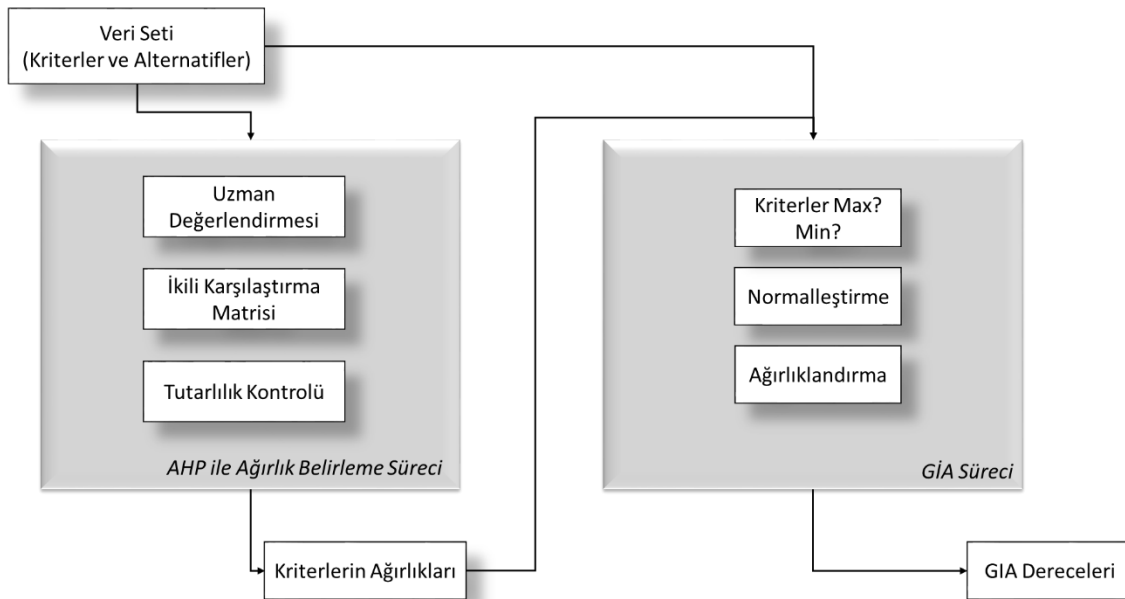 Veri Seti
(Kriterler ve Alternatifler)
Uzman
Değerlendirmesi
İkili Karşılaştırma
Matrisi
Tutarlılık Kontrolü
AHP ile Ağırlık Belirleme Süreci
Kriterlerin Ağırlıkları
Kriterler Max?
Min?
Normalleştirme
Ağırlıklandırma
GİA Süreci
GIA Dereceleri